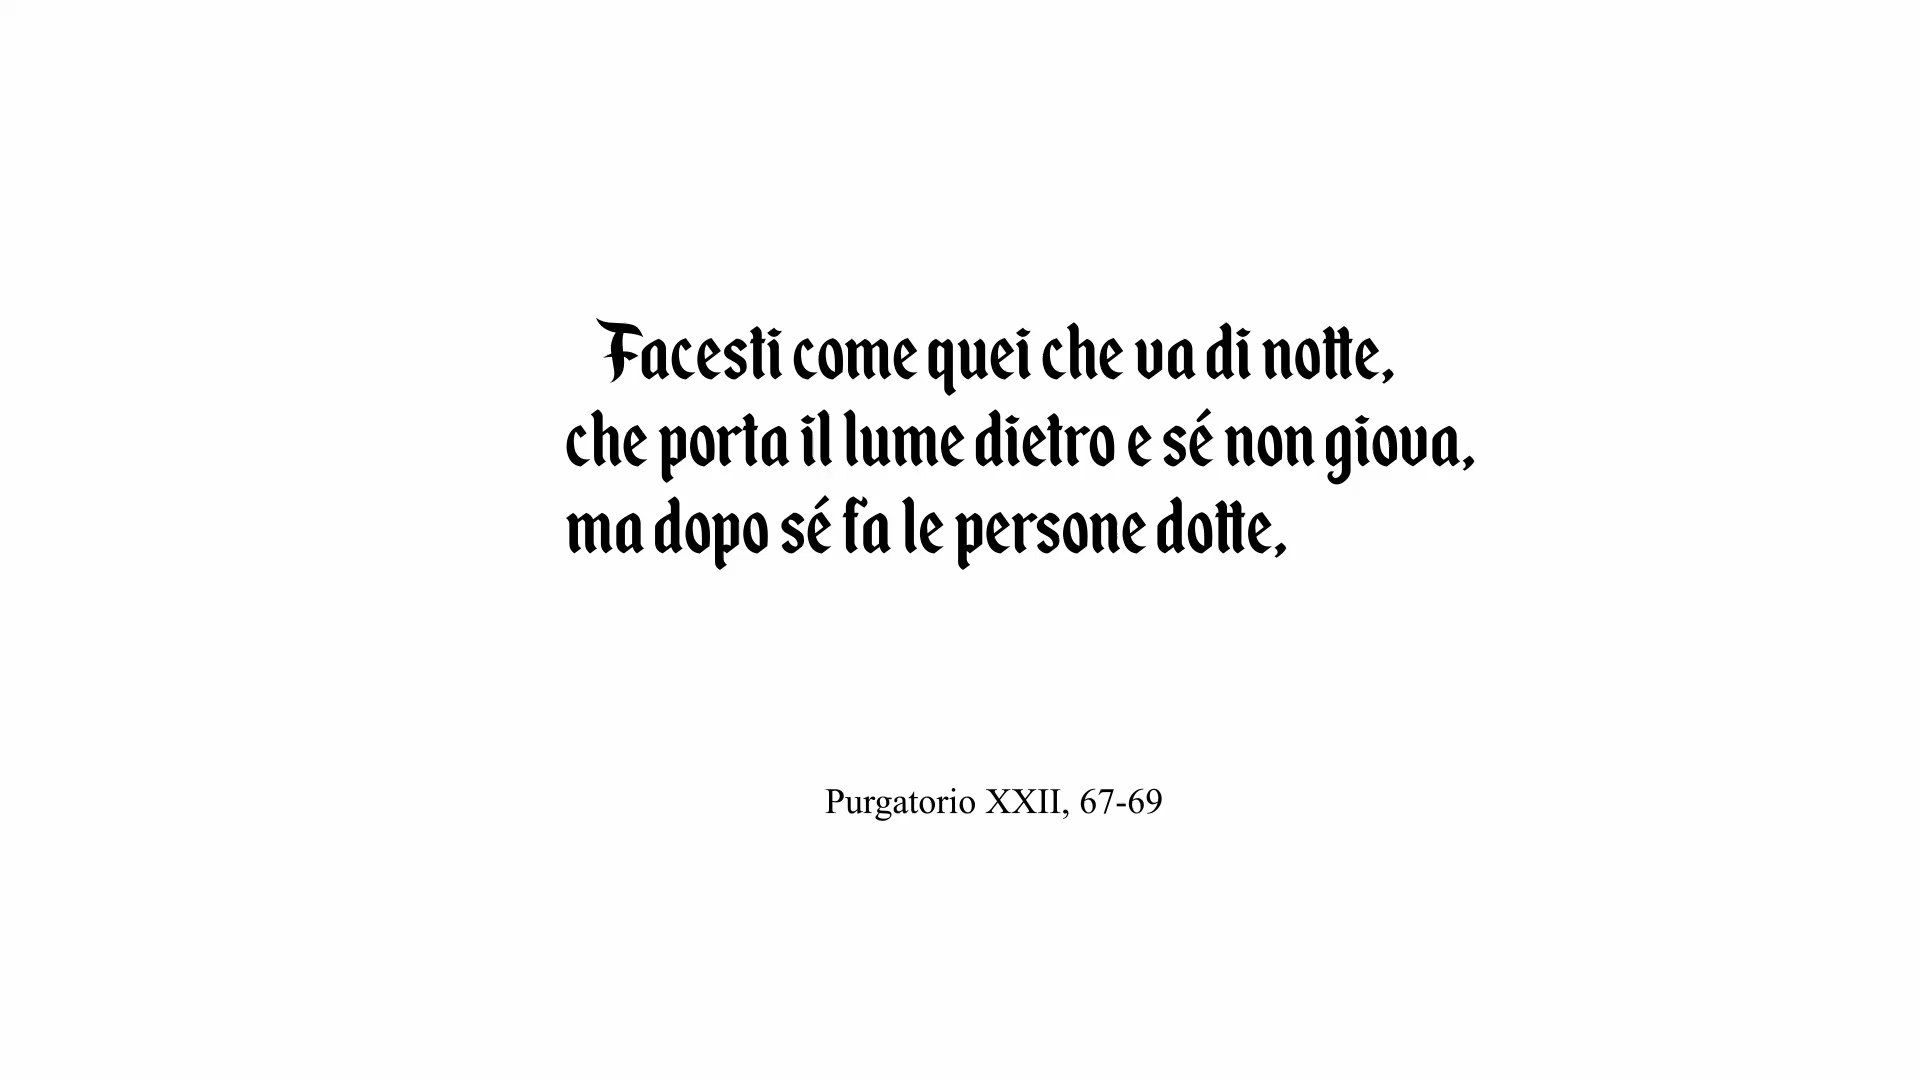 Facesti come quei che va di notte,
che porta il lume dietro e sé non giova,
ma dopo sé fa le persone dotte,
Purgatorio XXII, 67-69